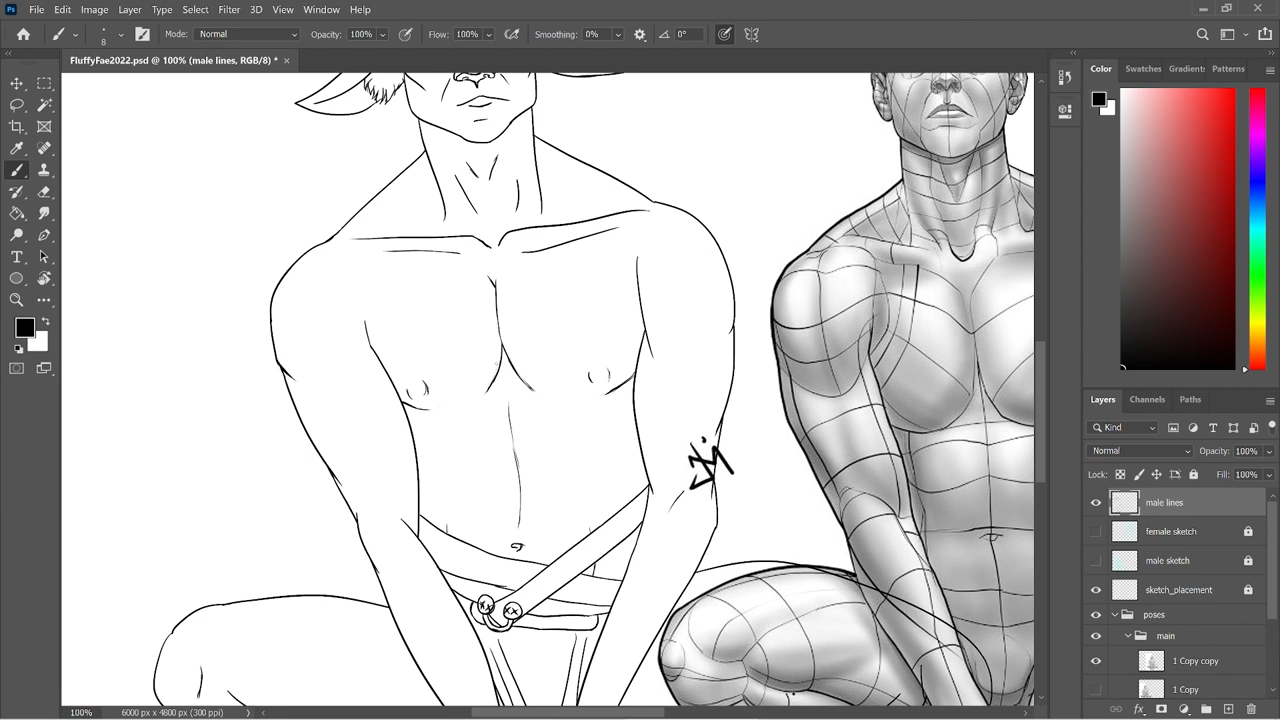 Ps File Edit Image Layer Type Select Filter 3D View Window Help
8 Mode: Normal Opacity: 100% Flow: 100% Smoothing: 0% 0°
FluffyFae2022.psd @ 100% (male lines, RGB/8) * ×
Color Swatches Gradients Patterns
Layers Channels Paths
Kind
Normal Opacity: 100%
Lock: Fill: 100%
male lines
female sketch
male sketch
sketch_placement
poses
main
1 Copy copy
1 Copy
fx
100% 6000 px x 4800 px (300 ppi)